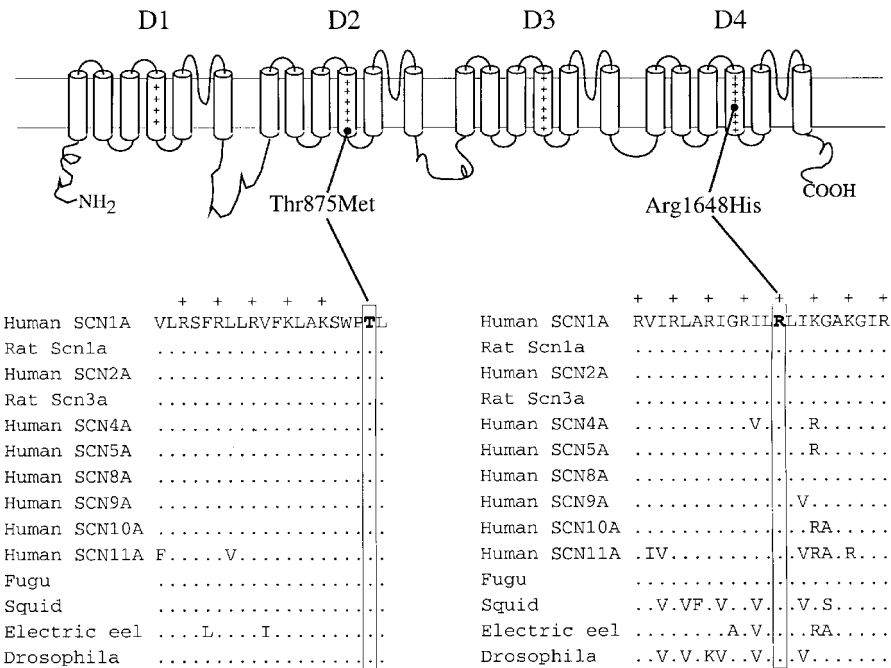 D1 D2 D3 D4
+ + + + +
+ + + + +
+ + + + +
+ + + + + + + +
NH2 COOH
Thr875Met Arg1648His
+ + + + +
Human SCN1A VLRSFRLLRVFKLAKSWPTL
Rat Scn1a ....................
Human SCN2A ....................
Rat Scn3a ....................
Human SCN4A ....................
Human SCN5A ....................
Human SCN8A ....................
Human SCN9A ....................
Human SCN10A ....................
Human SCN11A F.....V.............
Fugu ....................
Squid ....................
Electric eel ....L....I..........
Drosophila ....................
+ + + + + + + +
Human SCN1A RVIRLARIGRILRLIKGAKGIR
Rat Scn1a ......................
Human SCN2A ......................
Rat Scn3a ......................
Human SCN4A ..........V....R......
Human SCN5A ...............R......
Human SCN8A ......................
Human SCN9A ..............V.......
Human SCN10A ...............RA.....
Human SCN11A .IV...........VRA.R...
Fugu ......................
Squid ..V.VF.V..V...V.S.....
Electric eel ........A.V....RA.....
Drosophila ..V.V.KV..V...V.......